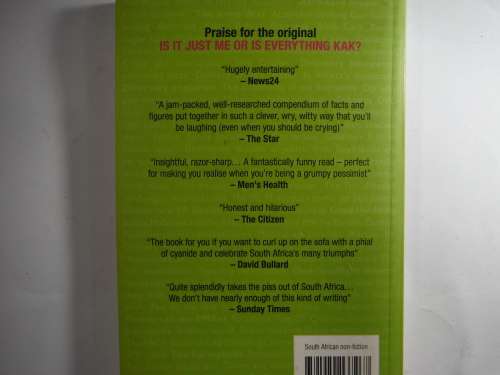 Praise for the original
IS IT JUST ME OR IS EVERYTHING KAK?
“Hugely entertaining”
– News24
“A jam-packed, well-researched compendium of facts and
figures put together in such a clever, wry, witty way that you’ll
be laughing (even when you should be crying)”
– The Star
“Insightful, razor-sharp… A fantastically funny read – perfect
for making you realise when you’re being a grumpy pessimist”
– Men’s Health
“Honest and hilarious”
– The Citizen
“The book for you if you want to curl up on the sofa with a phial
of cyanide and celebrate South Africa’s many triumphs”
– David Bullard
“Quite splendidly takes the piss out of South Africa…
We don’t have nearly enough of this kind of writing”
– Sunday Times
South African non-fiction